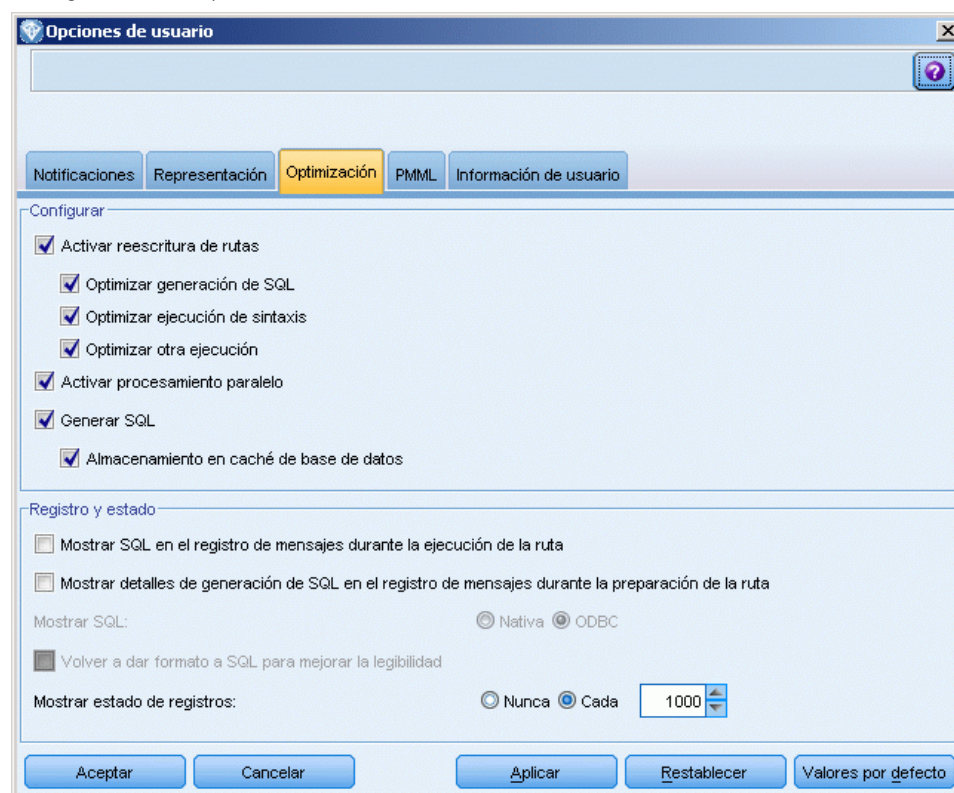 Opciones de usuario
Notificaciones Representación Optimización PMML Información de usuario
Configurar
Activar reescritura de rutas
Optimizar generación de SQL
Optimizar ejecución de sintaxis
Optimizar otra ejecución
Activar procesamiento paralelo
Generar SQL
Almacenamiento en caché de base de datos
Registro y estado
Mostrar SQL en el registro de mensajes durante la ejecución de la ruta
Mostrar detalles de generación de SQL en el registro de mensajes durante la preparación de la ruta
Mostrar SQL: Nativa ODBC
Volver a dar formato a SQL para mejorar la legibilidad
Mostrar estado de registros: Nunca Cada 1000
Aceptar Cancelar Aplicar Restablecer Valores por defecto